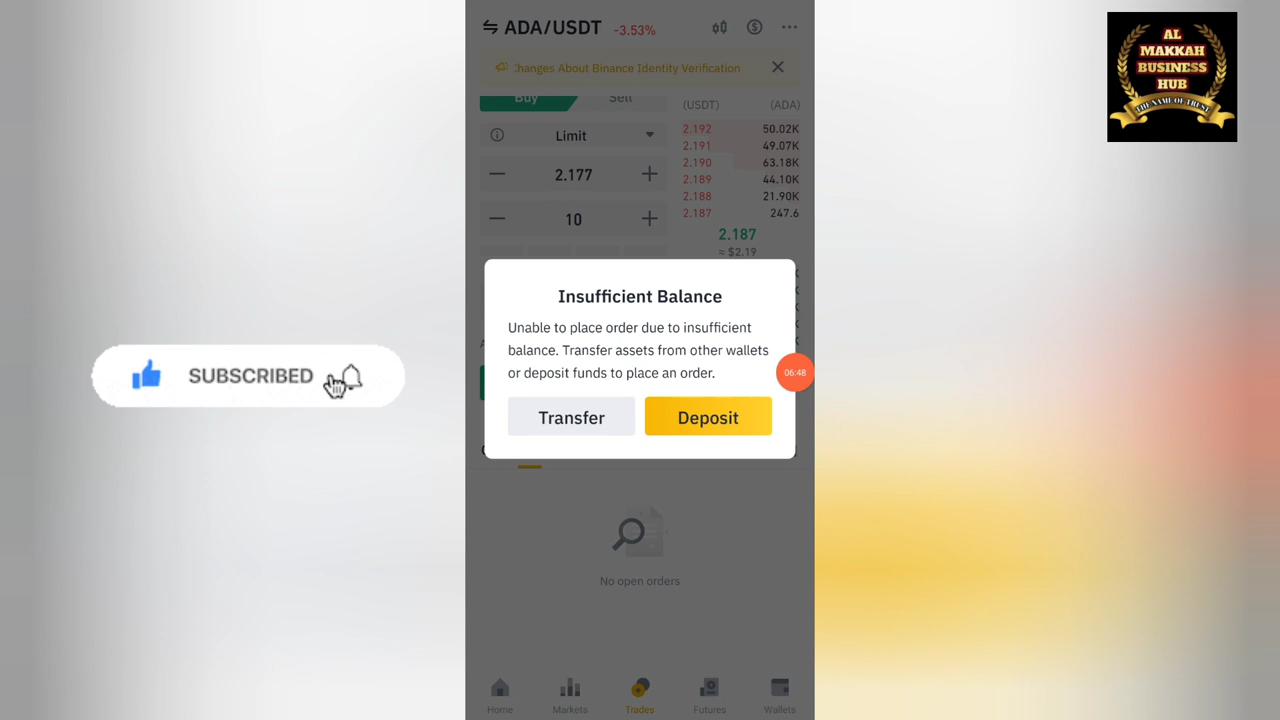 ADA/USDT -3.53%
Changes About Binance Identity Verification
Buy Sell
(USDT) (ADA)
Limit
2.192 50.02K
2.191 49.07K
2.190 63.18K
2.177
2.189 44.10K
2.188 21.90K
10
2.187 247.6
2.187
≈ $2.19
Insufficient Balance
Unable to place order due to insufficient
balance. Transfer assets from other wallets
or deposit funds to place an order.
Transfer Deposit
06:48
No open orders
Home Markets Trades Futures Wallets
SUBSCRIBED
AL
MAKKAH
BUSINESS
HUB
THE NAME OF TRUST